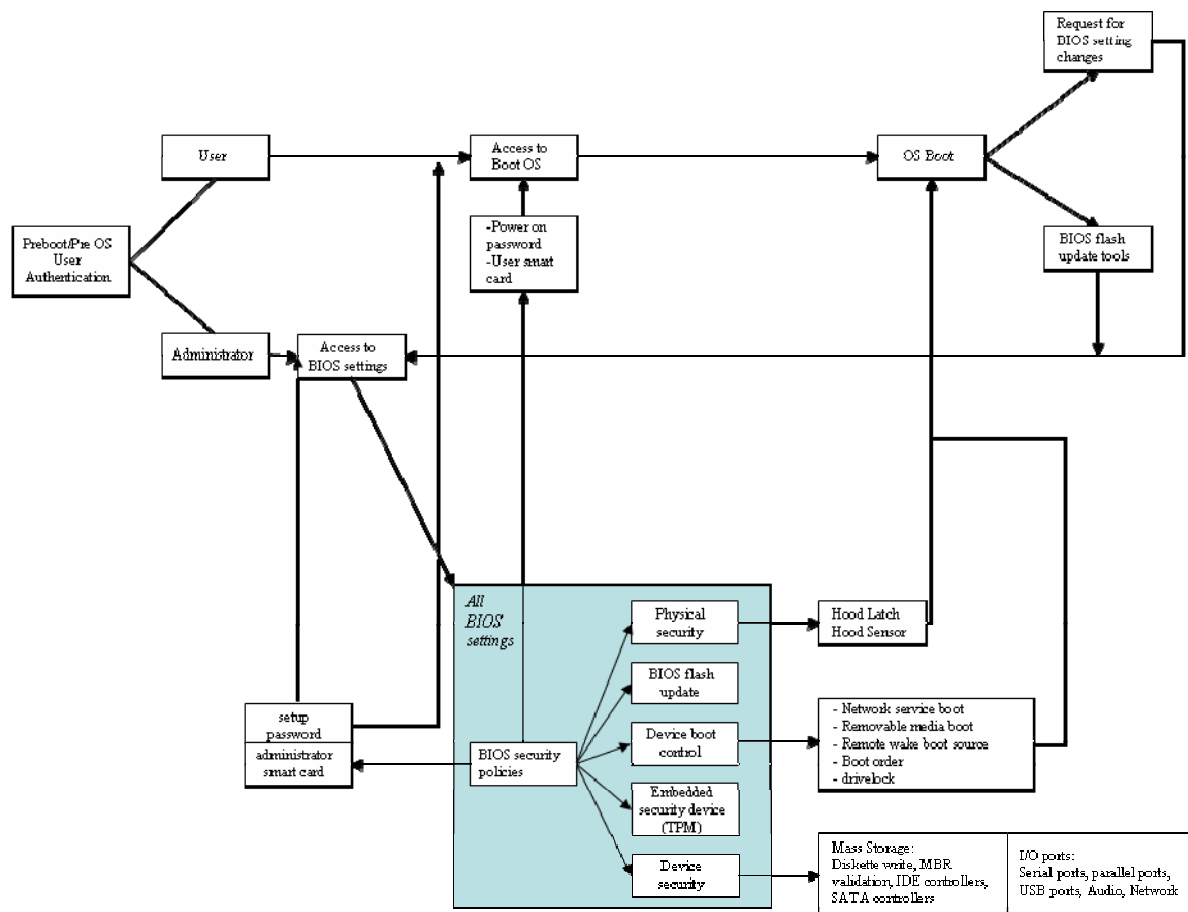 Request for
BIOS setting
changes
User
Access to
Boot OS
OS Boot
Preboot/Pre OS
User
Authentication
-Power on
password
-User smart
card
BIOS flash
update tools
Administrator
Access to
BIOS settings
All
BIOS
settings
Physical
security
Hood Latch
Hood Sensor
BIOS flash
update
setup
password
administrator
smart card
BIOS security
policies
Device boot
control
- Network service boot
- Removable media boot
- Remote wake boot source
- Boot order
- drivelock
Embedded
security device
(TPM)
Device
security
Mass Storage:
Diskette write, MBR
validation, IDE controllers,
SATA controllers
I/O ports:
Serial ports, parallel ports,
USB ports, Audio, Network